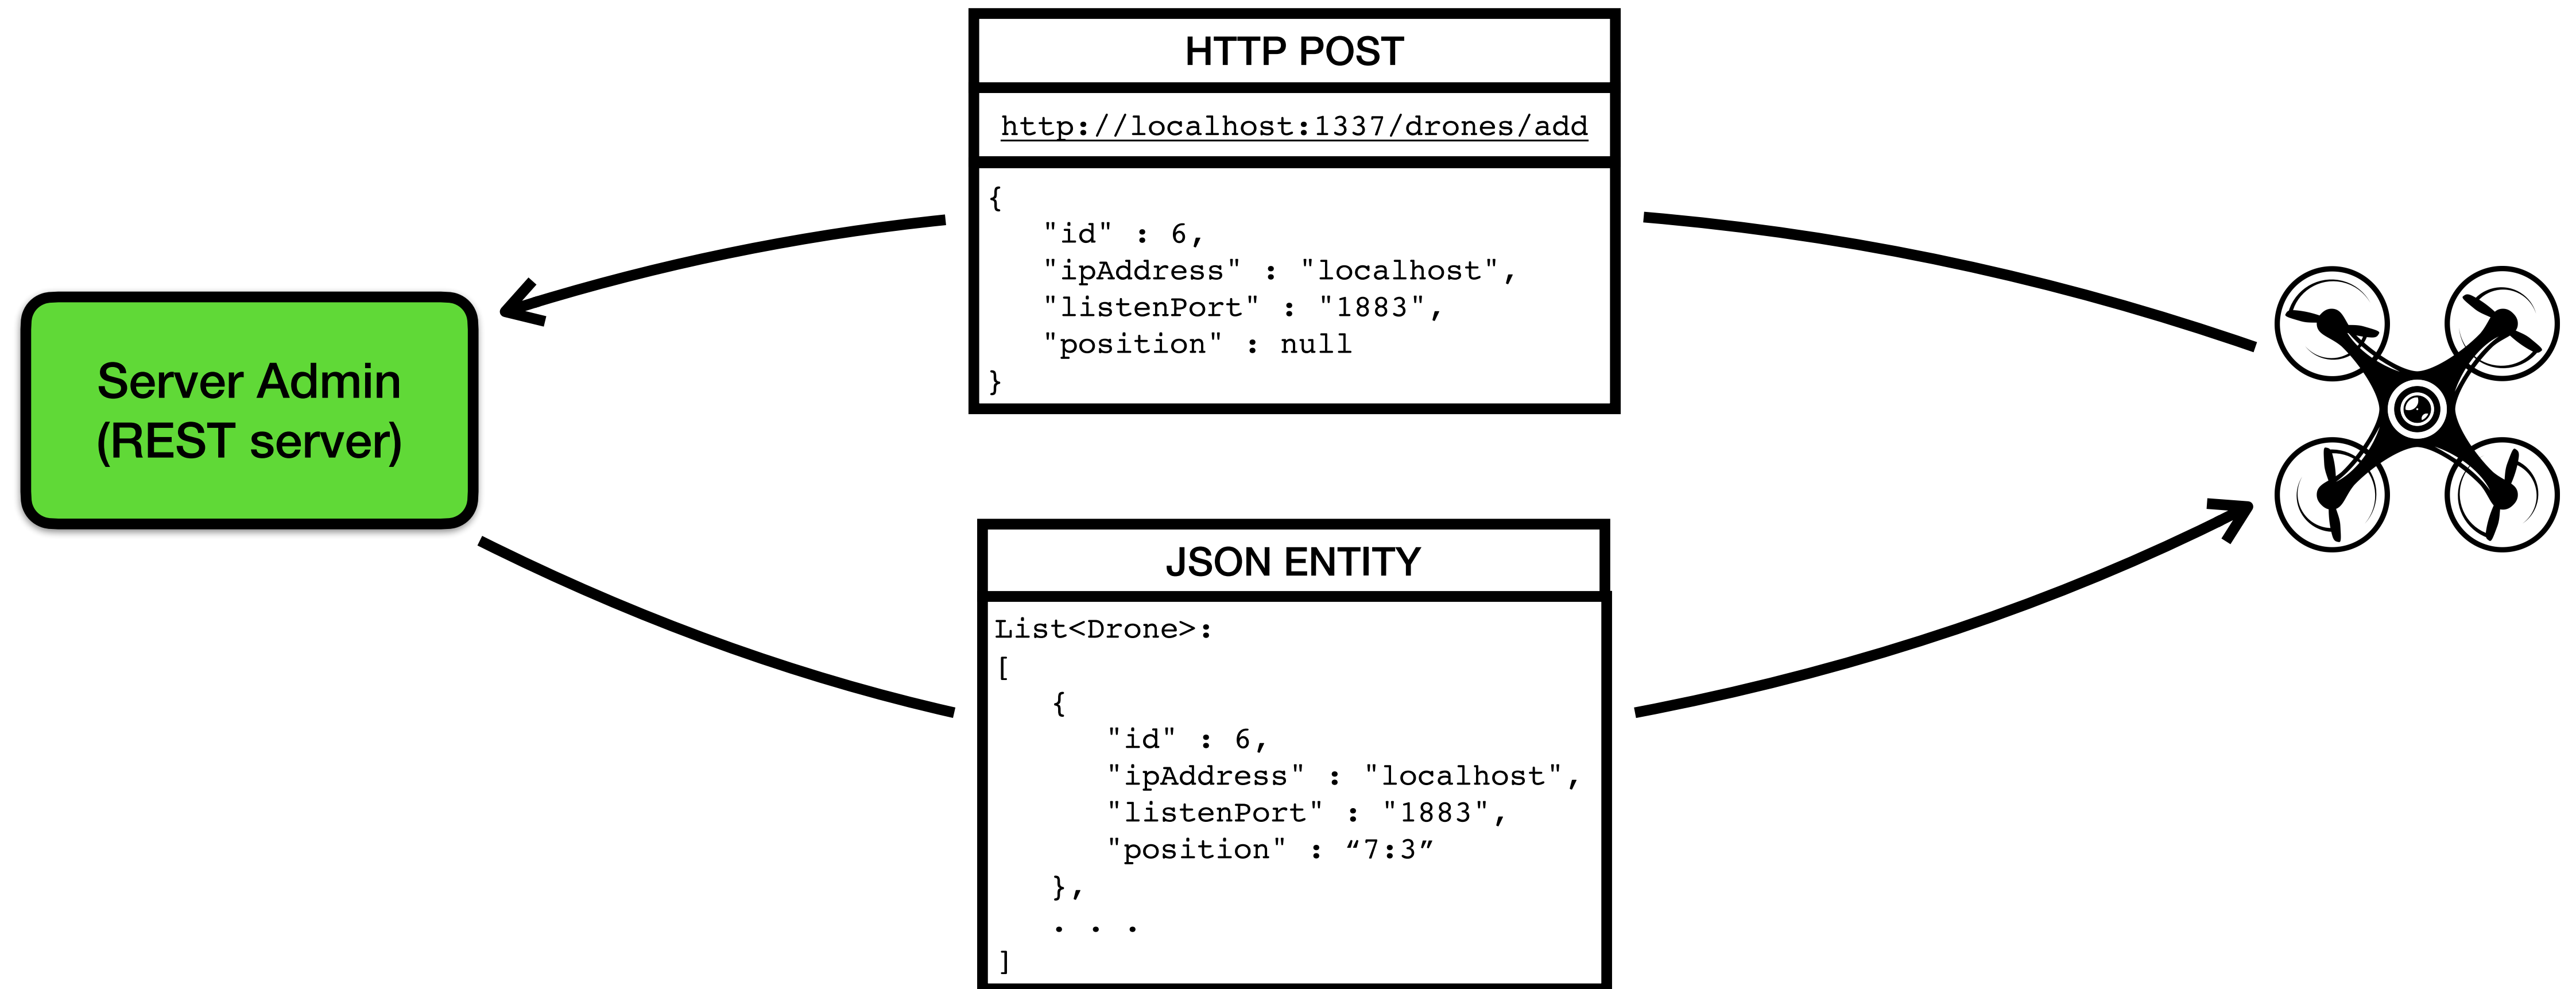 HTTP POST
http://localhost:1337/drones/add
{
"id" : 6,
"ipAddress" : "localhost",
"listenPort" : "1883",
"position" : null
}
Server Admin
(REST server)
JSON ENTITY
List<Drone>:
[
{
"id" : 6,
"ipAddress" : "localhost",
"listenPort" : "1883",
"position" : “7:3”
},
. . .
]